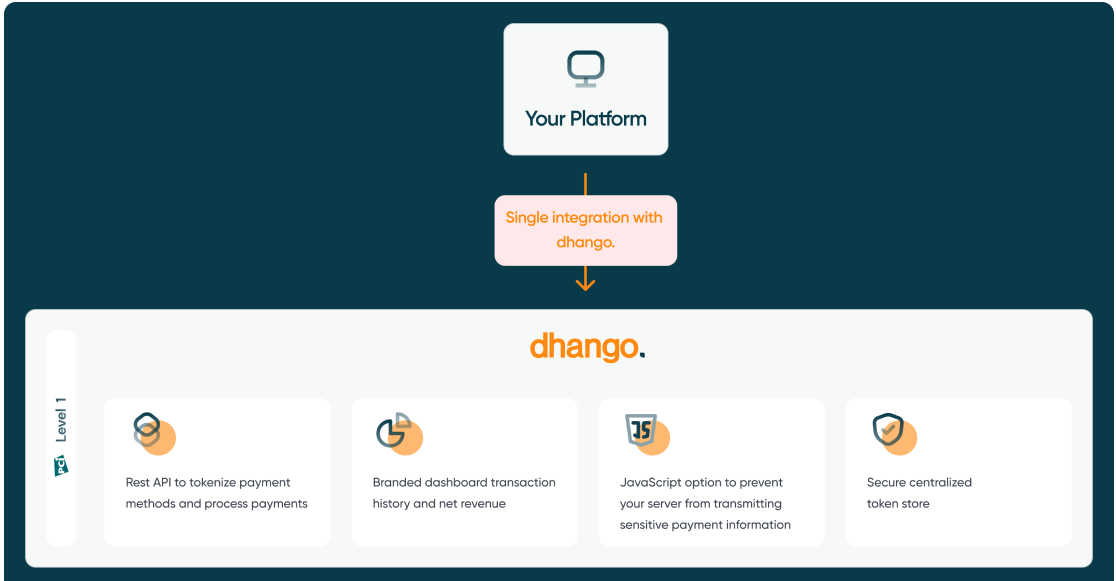 Your Platform
Single integration with
dhango.
dhango.
PCI Level 1
JS
Rest API to tokenize payment
methods and process payments
Branded dashboard transaction
history and net revenue
JavaScript option to prevent
your server from transmitting
sensitive payment information
Secure centralized
token store